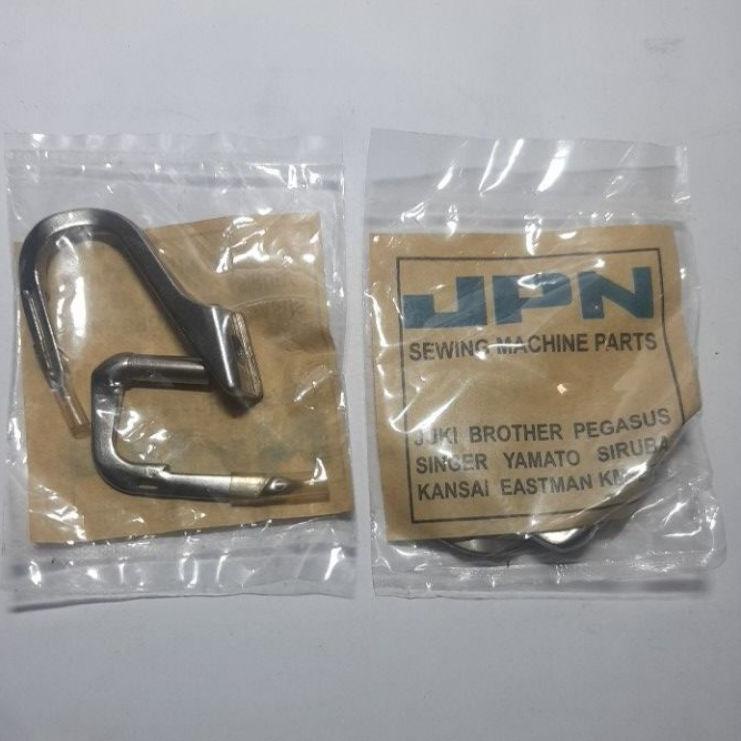 JPN
SEWING MACHINE PARTS
JUKI BROTHER PEGASUS
SINGER YAMATO SIRUBA
KANSAI EASTMAN